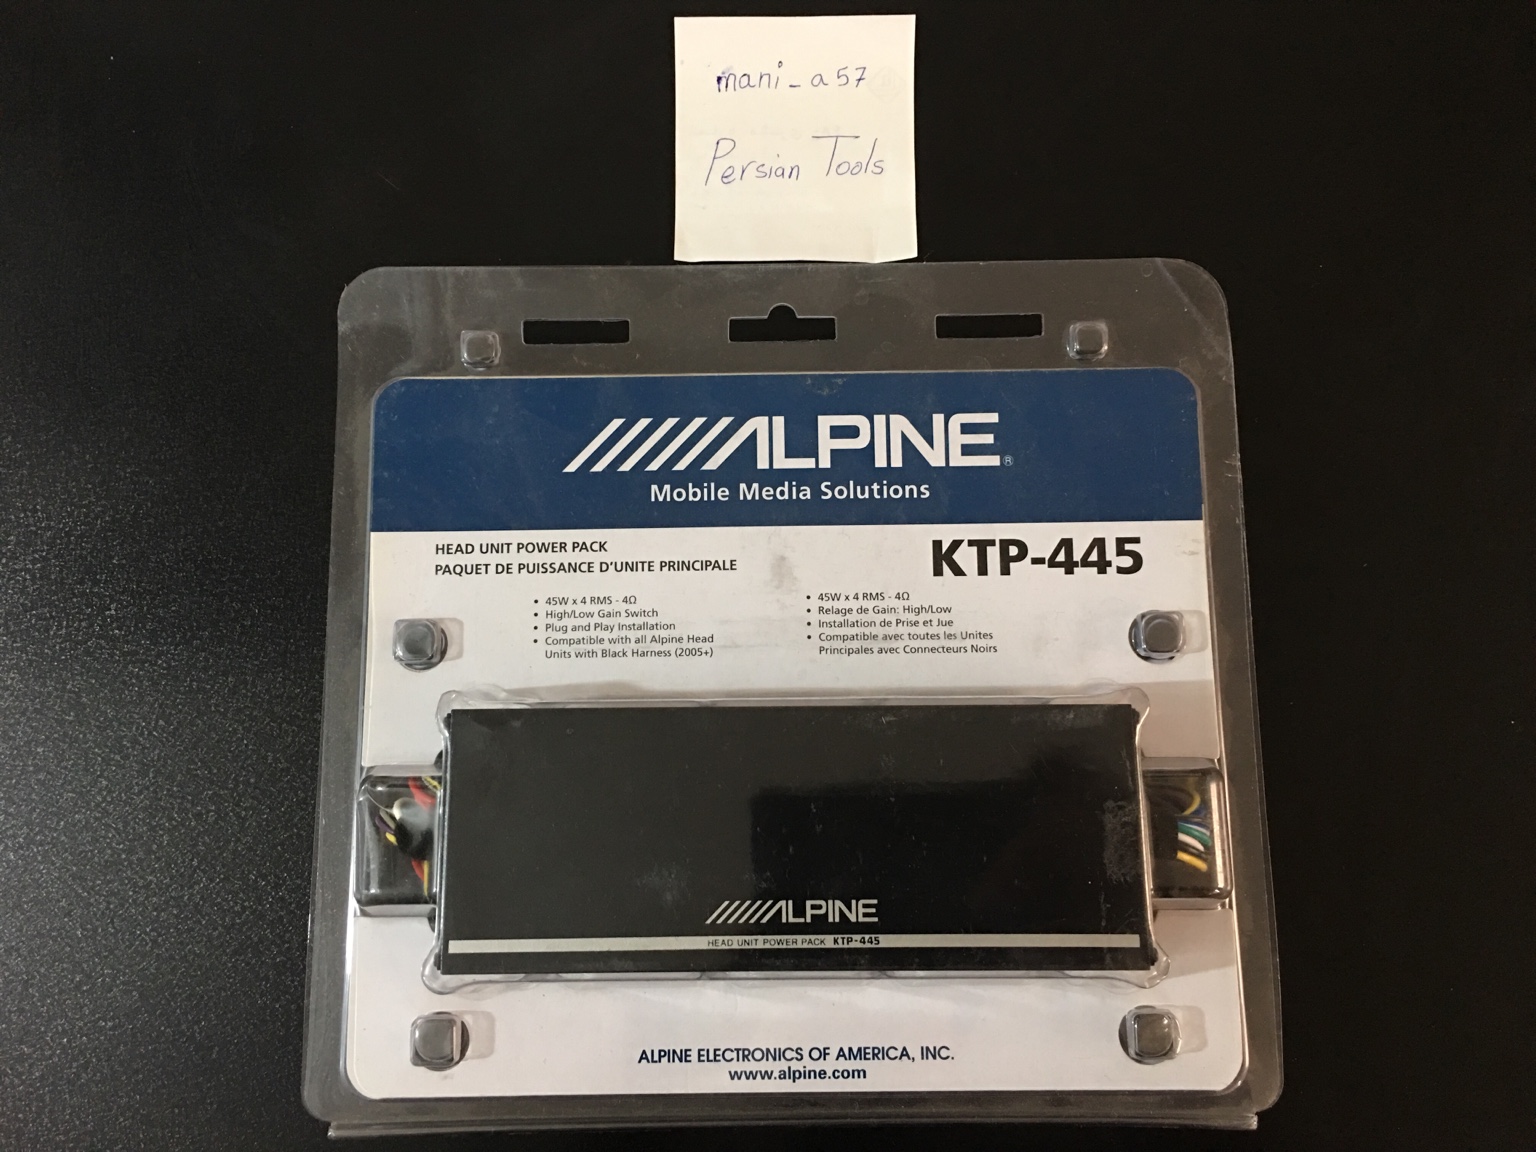 mani_a57
Persian Tools
ALPINE®
Mobile Media Solutions
HEAD UNIT POWER PACK
PAQUET DE PUISSANCE D'UNITE PRINCIPALE
KTP-445
• 45W x 4 RMS - 4Ω
• High/Low Gain Switch
• Plug and Play Installation
• Compatible with all Alpine Head
Units with Black Harness (2005+)
• 45W x 4 RMS - 4Ω
• Relage de Gain: High/Low
• Installation de Prise et Jue
• Compatible avec toutes les Unites
Principales avec Connecteurs Noirs
ALPINE
HEAD UNIT POWER PACK KTP-445
ALPINE ELECTRONICS OF AMERICA, INC.
www.alpine.com